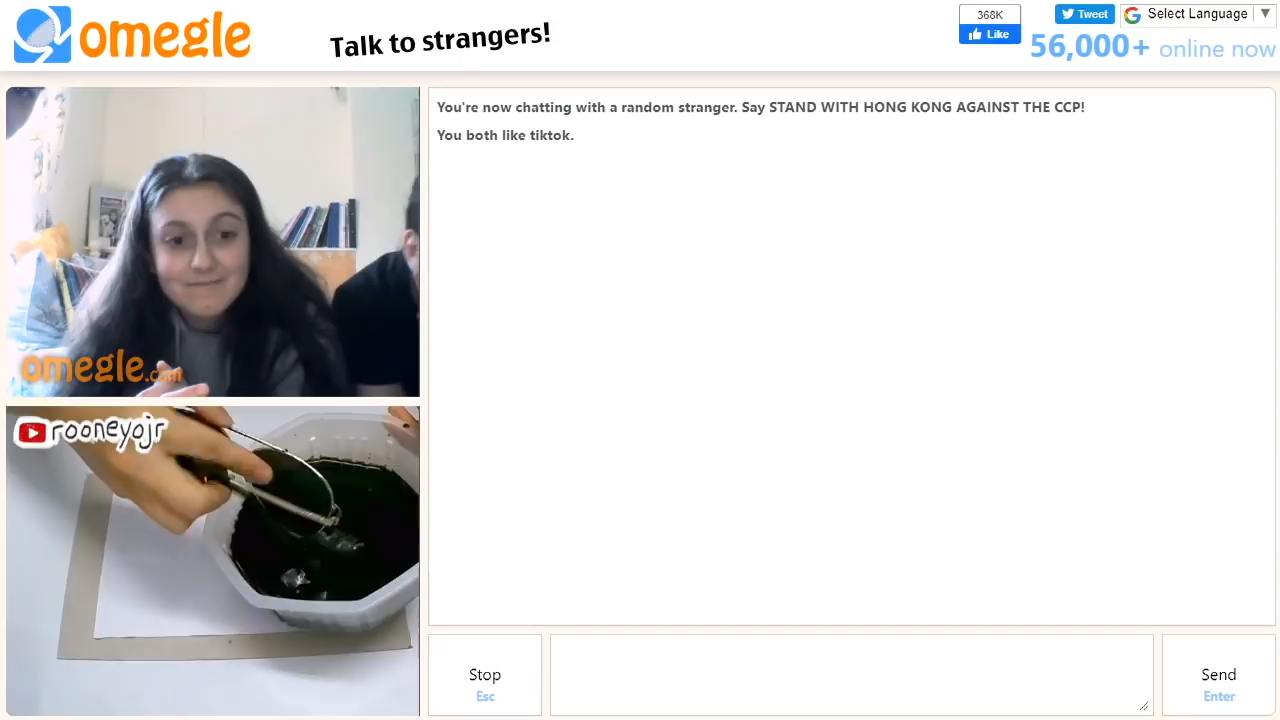 omegle
Talk to strangers!
368K
Like
Tweet
Select Language
56,000+ online now
You're now chatting with a random stranger. Say STAND WITH HONG KONG AGAINST THE CCP!
You both like tiktok.
omegle.com
rooneyojr
Stop
Esc
Send
Enter